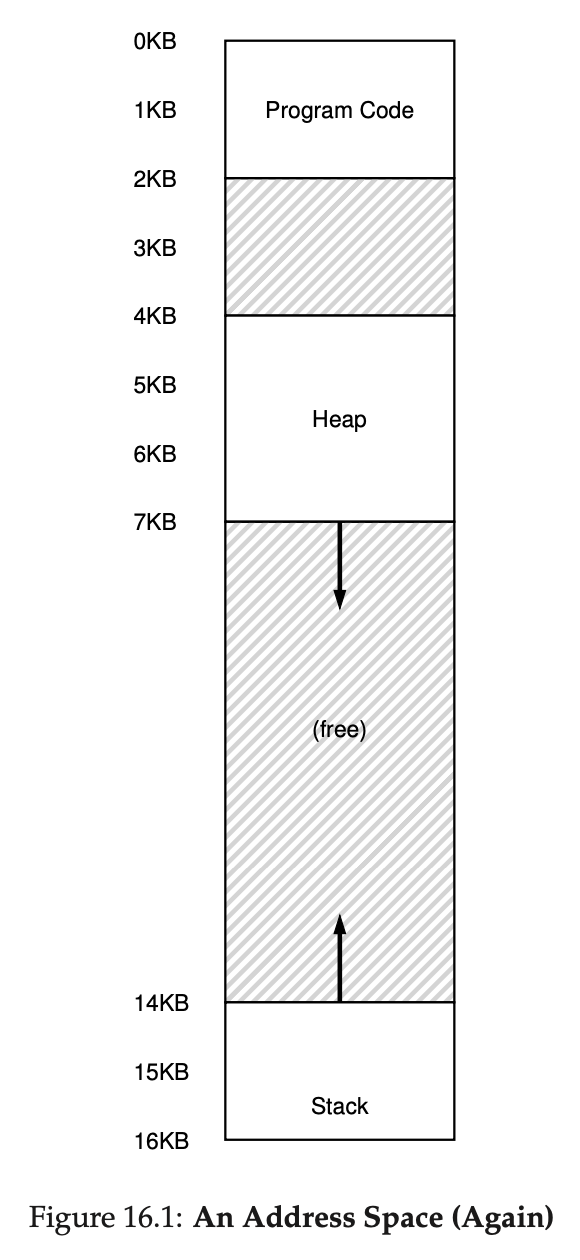 0KB
Program Code
1KB
2KB
3KB
4KB
5KB
Heap
6KB
7KB
(free)
14KB
15KB
Stack
16KB
Figure 16.1: An Address Space (Again)